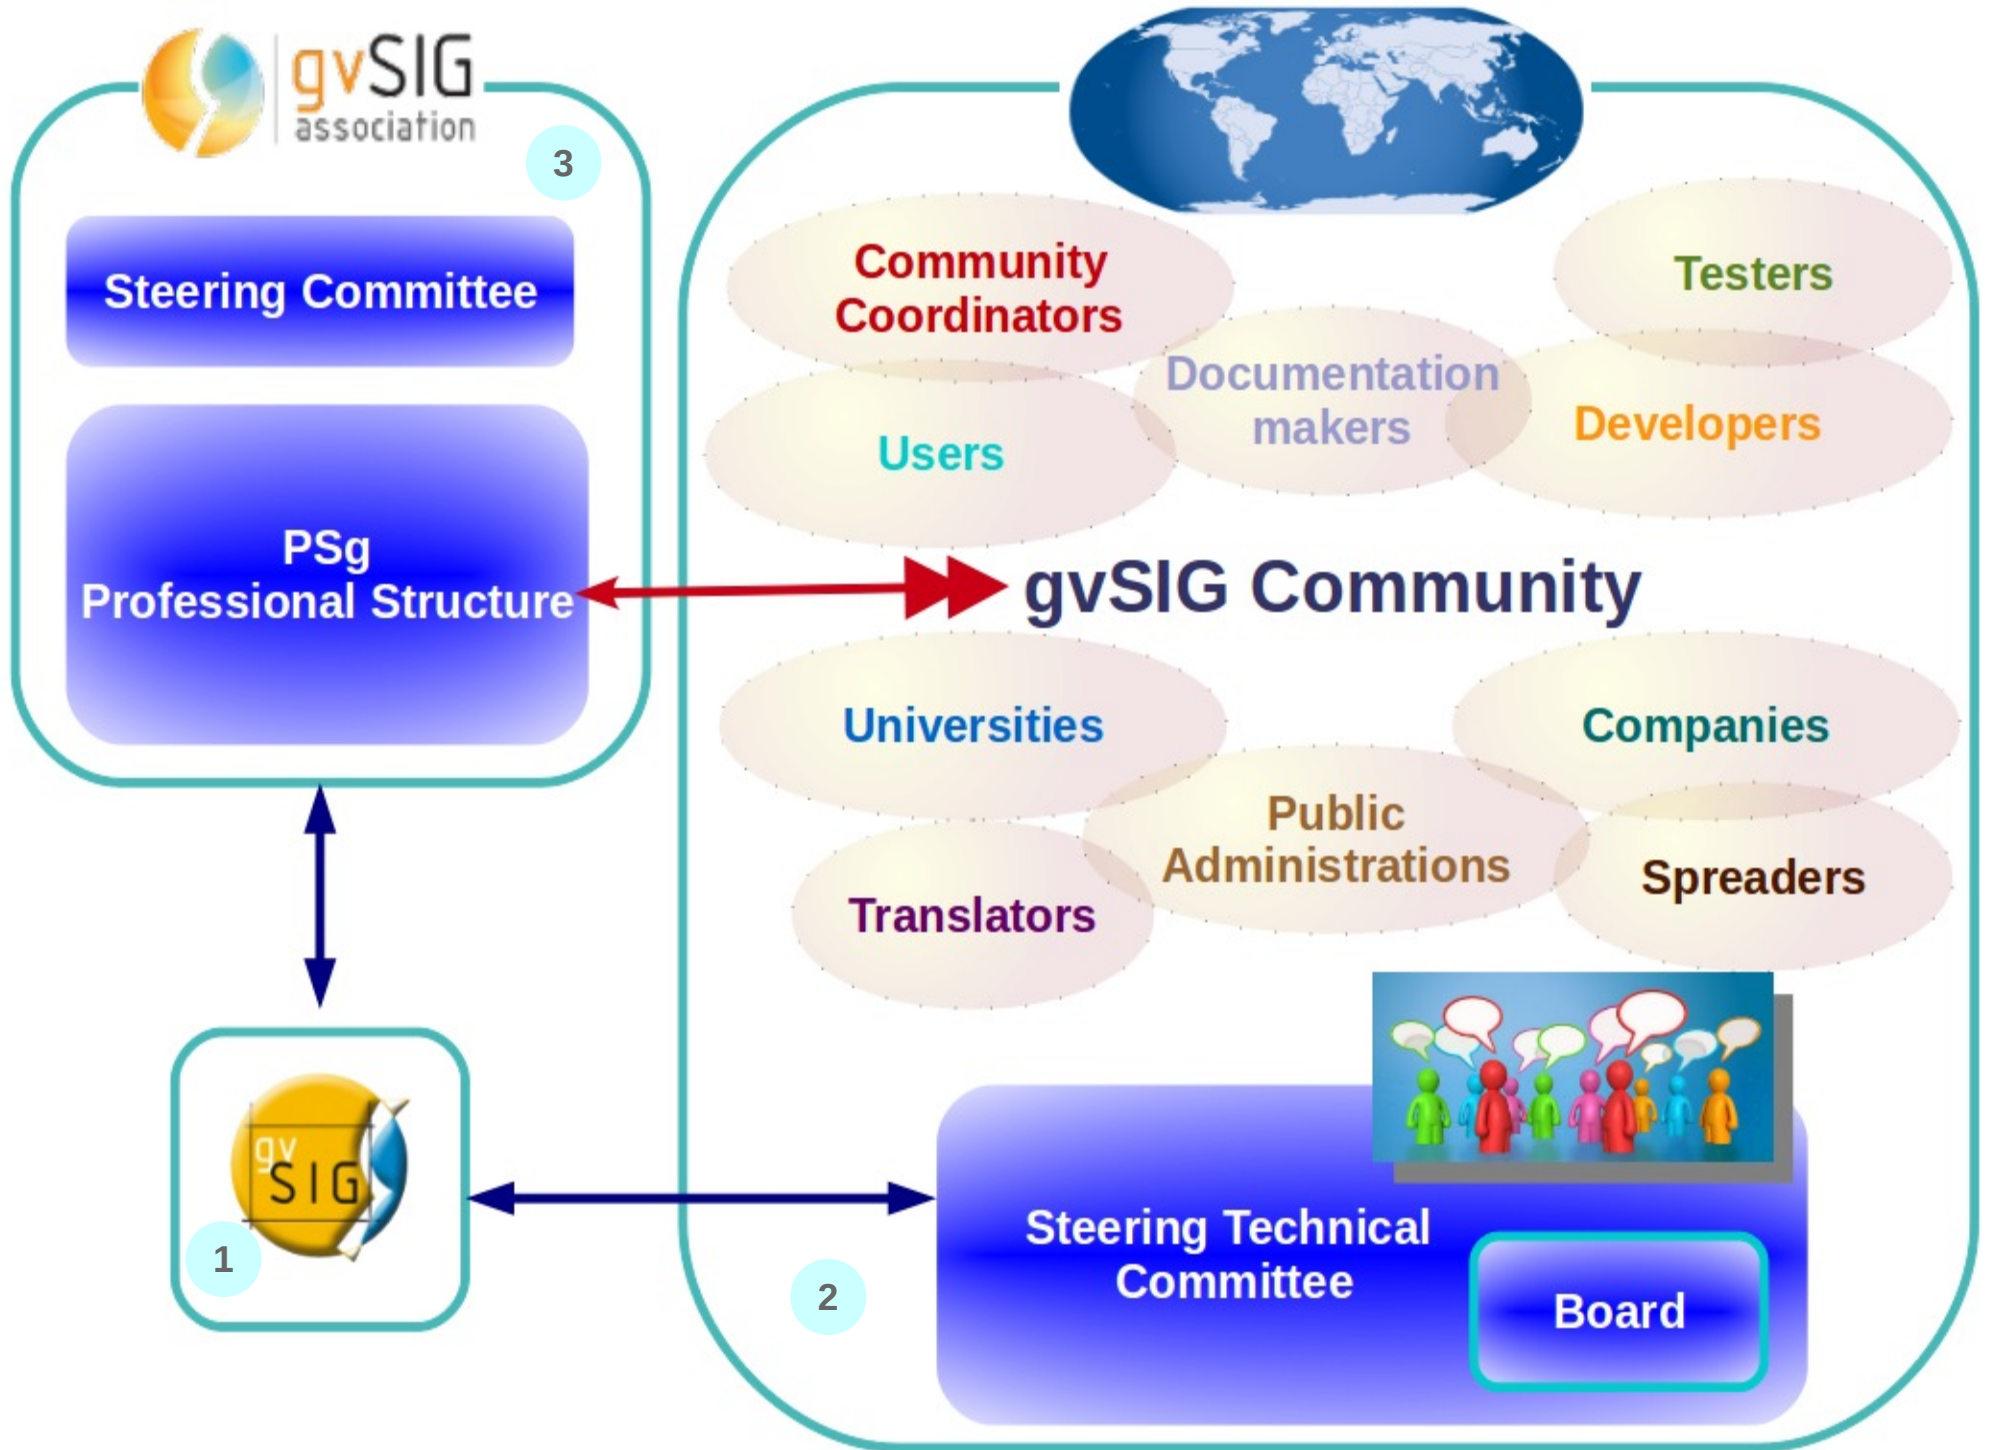 gvSIG
association
3
Steering Committee
PSg
Professional Structure
Community
Coordinators
Testers
Documentation
makers
Developers
Users
gvSIG Community
Universities
Companies
Public
Administrations
Spreaders
Translators
gv
SIG
1
2
Steering Technical
Committee
Board